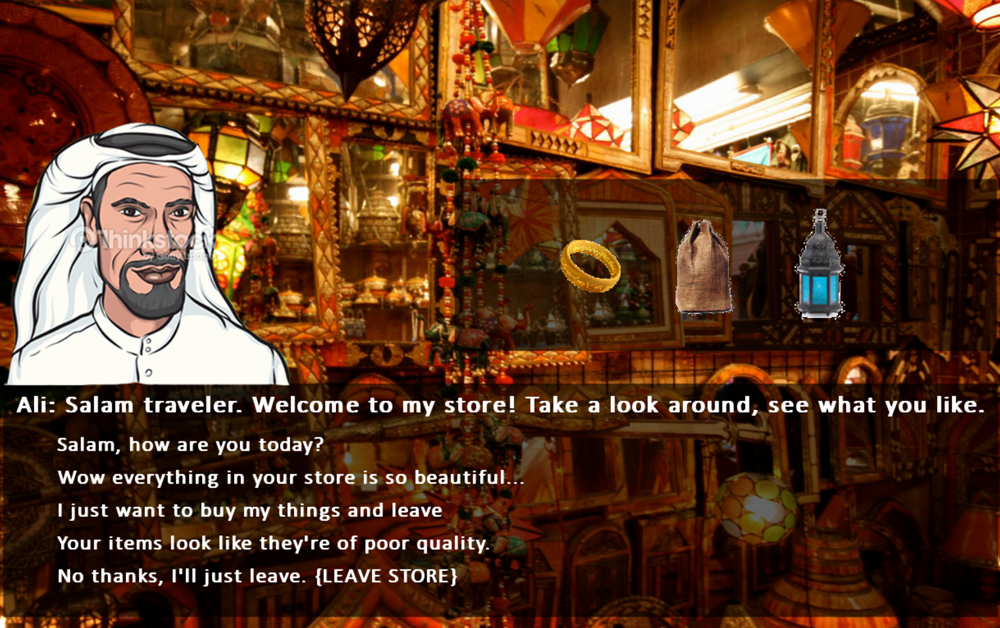 Thinkstock
Ali: Salam traveler. Welcome to my store! Take a look around, see what you like.
Salam, how are you today?
Wow everything in your store is so beautiful...
I just want to buy my things and leave
Your items look like they're of poor quality.
No thanks, I'll just leave. {LEAVE STORE}